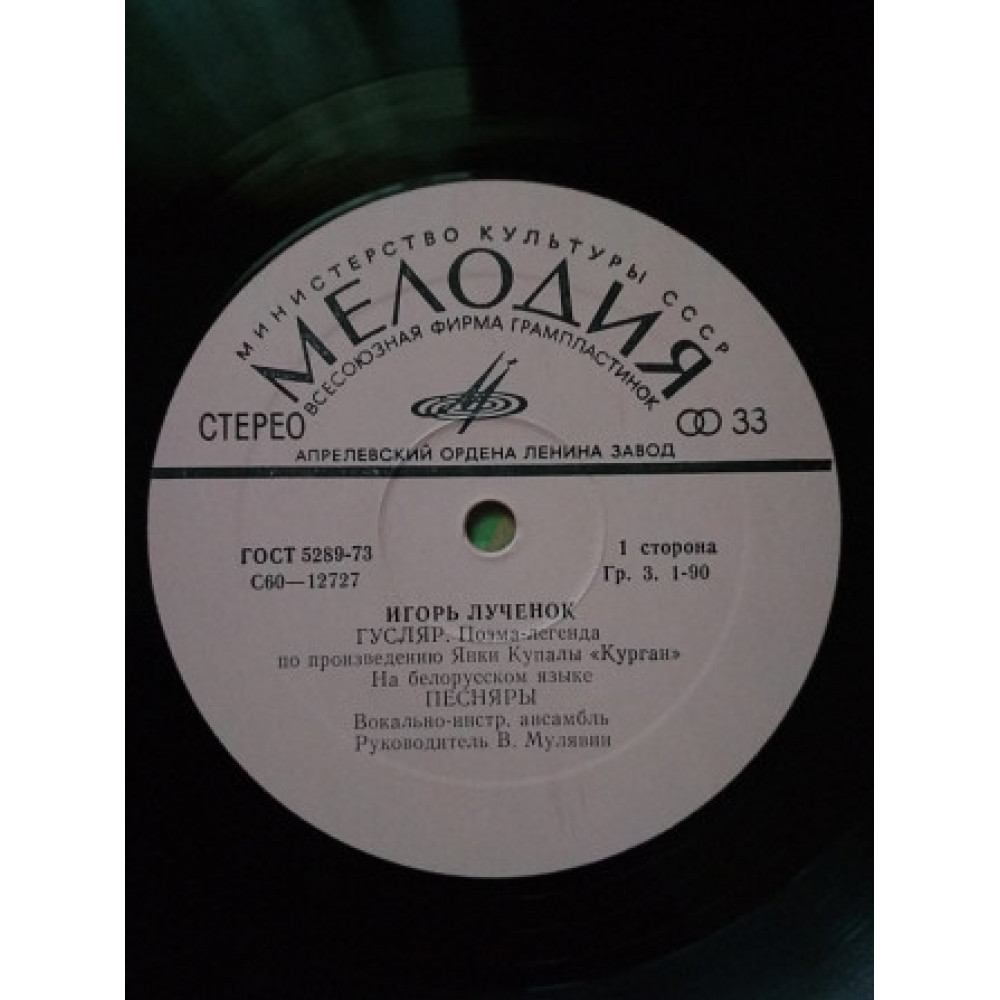 МИНИСТЕРСТВО КУЛЬТУРЫ СССР
МЕЛОДИЯ
ВСЕСОЮЗНАЯ ФИРМА ГРАМПЛАСТИНОК
СТЕРЕО 33
АПРЕЛЕВСКИЙ ОРДЕНА ЛЕНИНА ЗАВОД
ГОСТ 5289-73 1 сторона
С60—12727 Гр. 3. 1-90
ИГОРЬ ЛУЧЕНОК
ГУСЛЯР. Поэма-легенда
по произведению Янки Купалы «Курган»
На белорусском языке
ПЕСНЯРЫ
Вокально-инстр. ансамбль
Руководитель В. Мулявин